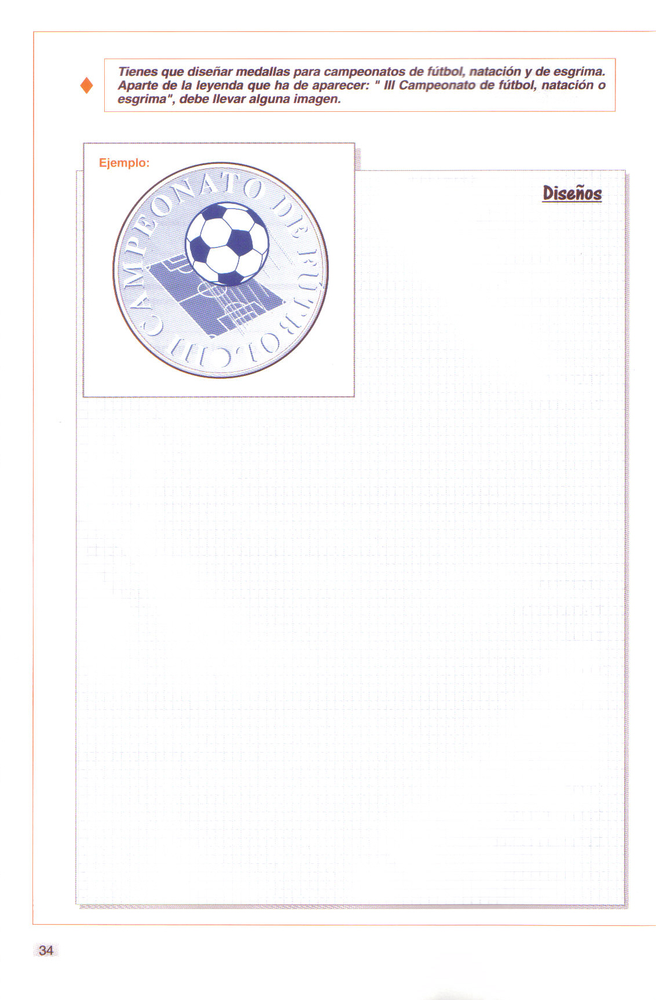 Tienes que diseñar medallas para campeonatos de fútbol, natación y de esgrima.
Aparte de la leyenda que ha de aparecer: " III Campeonato de fútbol, natación o
esgrima", debe llevar alguna imagen.
Ejemplo:
III CAMPEONATO DE FÚTBOL
Diseños
34